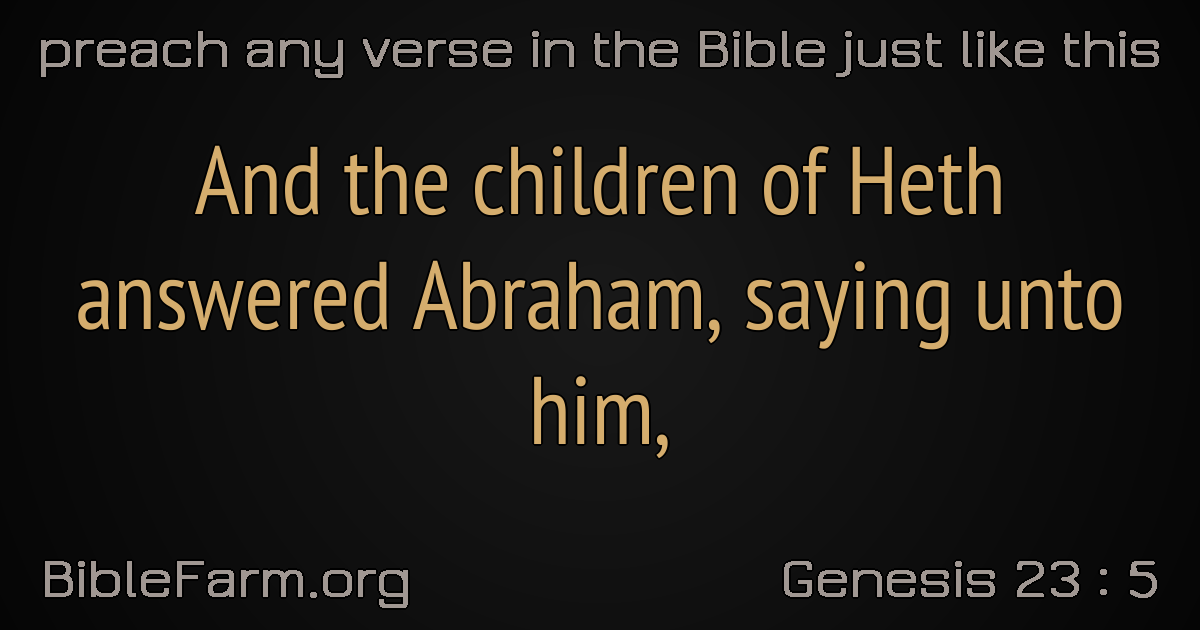 preach any verse in the Bible just like this
And the children of Heth
answered Abraham, saying unto
him,
BibleFarm.org
Genesis 23 : 5